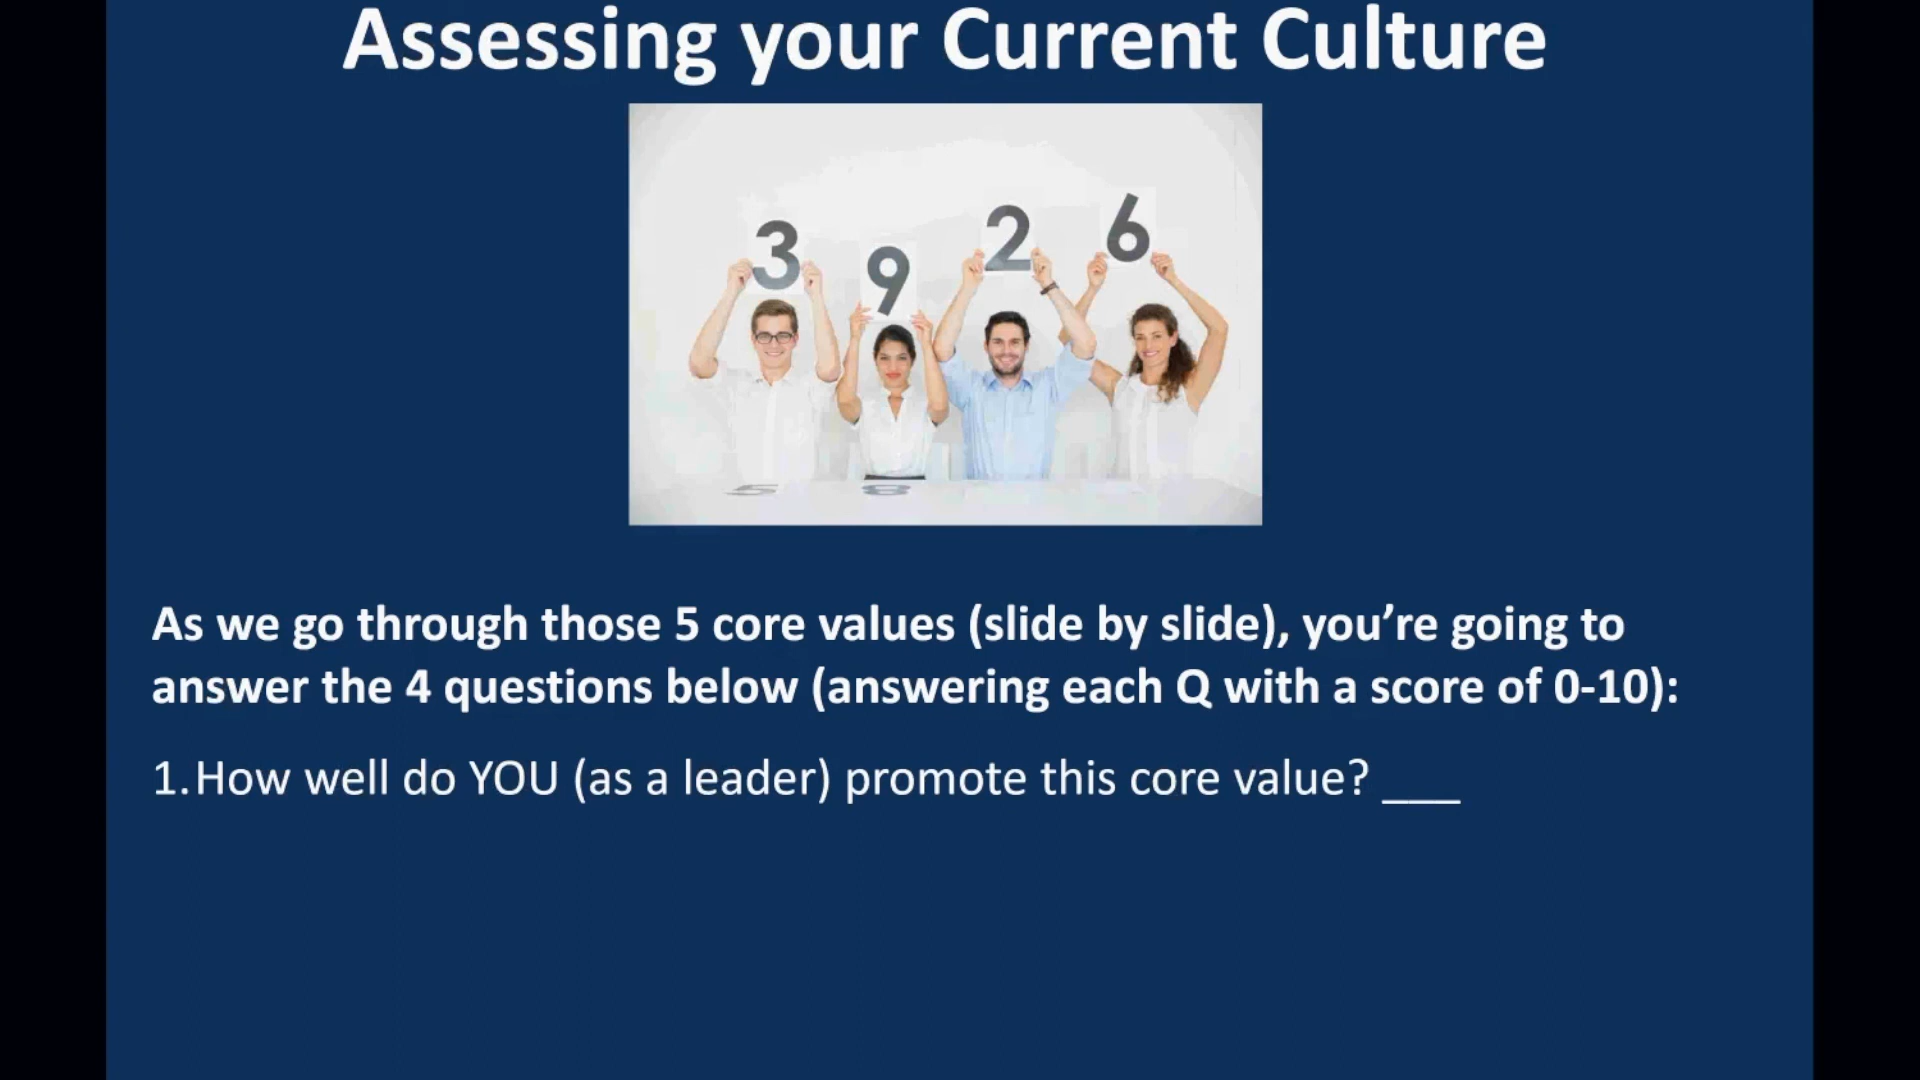 Assessing your Current Culture
3 9 2 6
5 8
As we go through those 5 core values (slide by slide), you’re going to
answer the 4 questions below (answering each Q with a score of 0-10):
1. How well do YOU (as a leader) promote this core value? ___